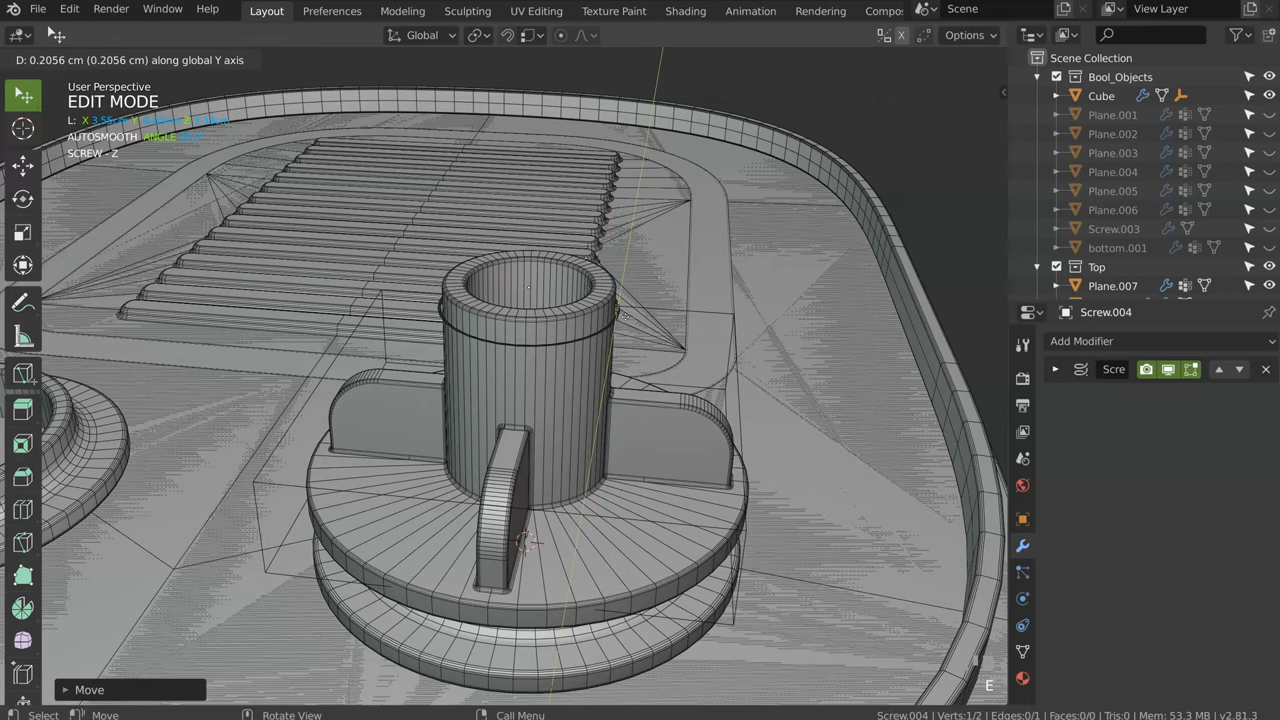 File Edit Render Window Help Layout Preferences Modeling Sculpting UV Editing Texture Paint Shading Animation Rendering Compo Scene View Layer
Global X Options
D: 0.2056 cm (0.2056 cm) along global Y axis
User Perspective
EDIT MODE
AUTOSMOOTH ANGLE
SCREW - Z
Scene Collection
Bool_Objects
Cube
Plane.001
Plane.002
Plane.003
Plane.004
Plane.005
Plane.006
Screw.003
bottom.001
Top
Plane.007
Screw.004
Add Modifier
Scre
E
Move
Select Move Rotate View Call Menu Screw.004 | Verts:1/2 | Edges:0/1 | Faces:0/0 | Tris:0 | Mem: 53.3 MB | v2.81.3